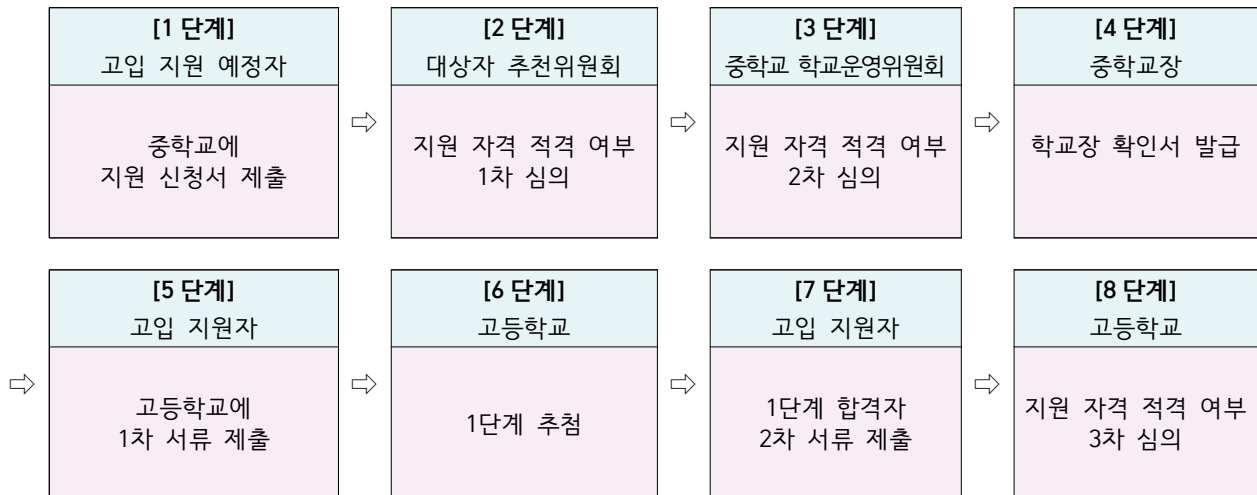 [1 단계]
고입 지원 예정자
중학교에
지원 신청서 제출
⇨
[2 단계]
대상자 추천위원회
지원 자격 적격 여부
1차 심의
⇨
[3 단계]
중학교 학교운영위원회
지원 자격 적격 여부
2차 심의
⇨
[4 단계]
중학교장
학교장 확인서 발급
⇨
[5 단계]
고입 지원자
고등학교에
1차 서류 제출
⇨
[6 단계]
고등학교
1단계 추첨
⇨
[7 단계]
고입 지원자
1단계 합격자
2차 서류 제출
⇨
[8 단계]
고등학교
지원 자격 적격 여부
3차 심의